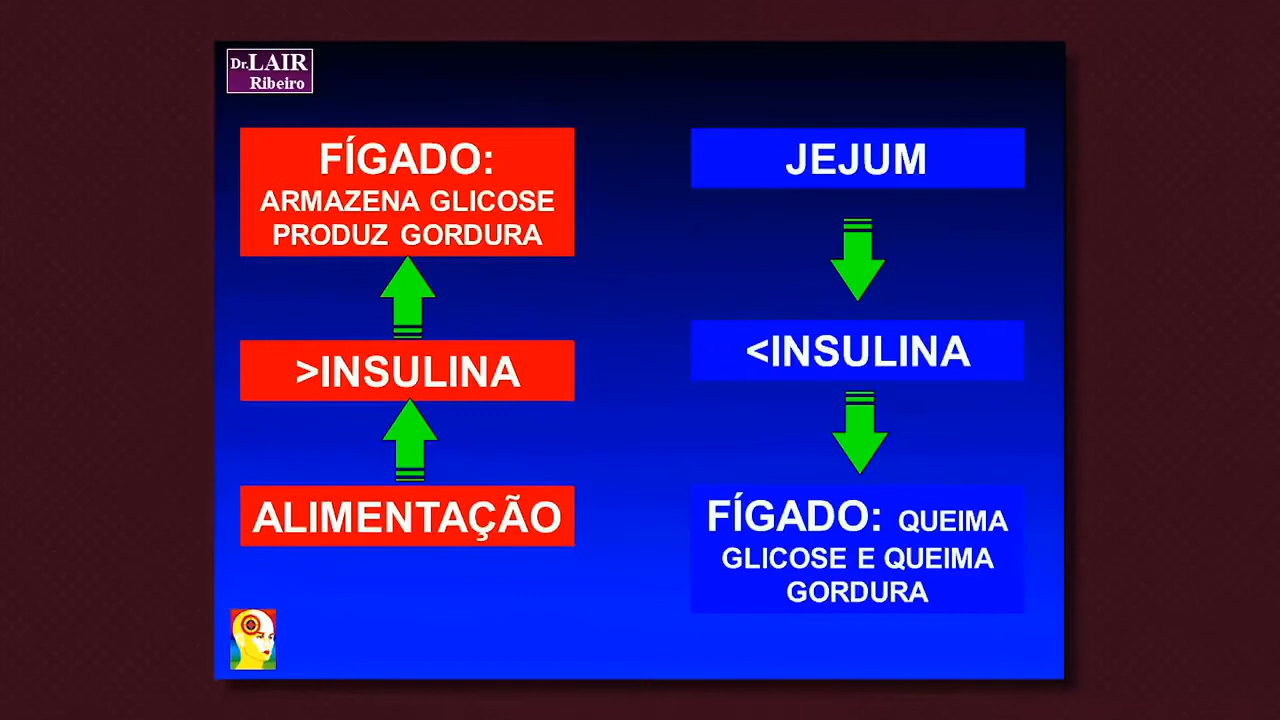 Dr.LAIR
Ribeiro
FÍGADO:
ARMAZENA GLICOSE
PRODUZ GORDURA
>INSULINA
ALIMENTAÇÃO
JEJUM
<INSULINA
FÍGADO: QUEIMA
GLICOSE E QUEIMA
GORDURA